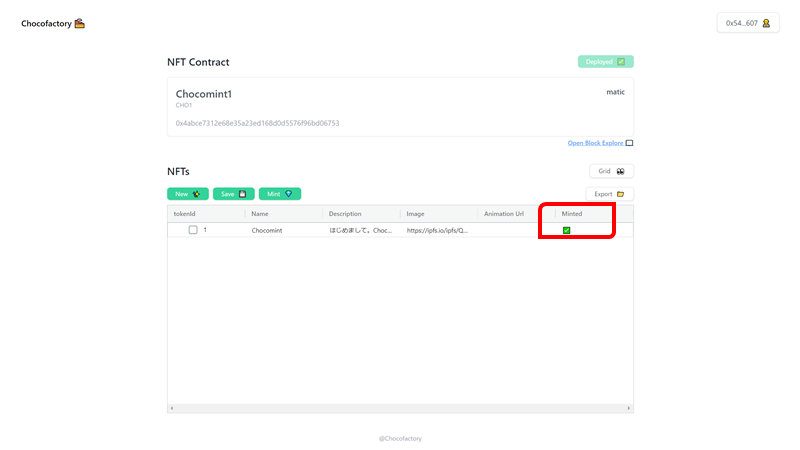 Chocofactory
0x54...607
NFT Contract
Deployed
Chocomint1
matic
CHO1
0x4abce7312e68e35a23ed168d0d5576f96bd06753
Open Block Explore
NFTs
Grid
New
Save
Mint
Export
tokenId Name Description Image Animation Url Minted
1 Chocomint はじめまして。Choc... https://ipfs.io/ipfs/Q...
@Chocofactory